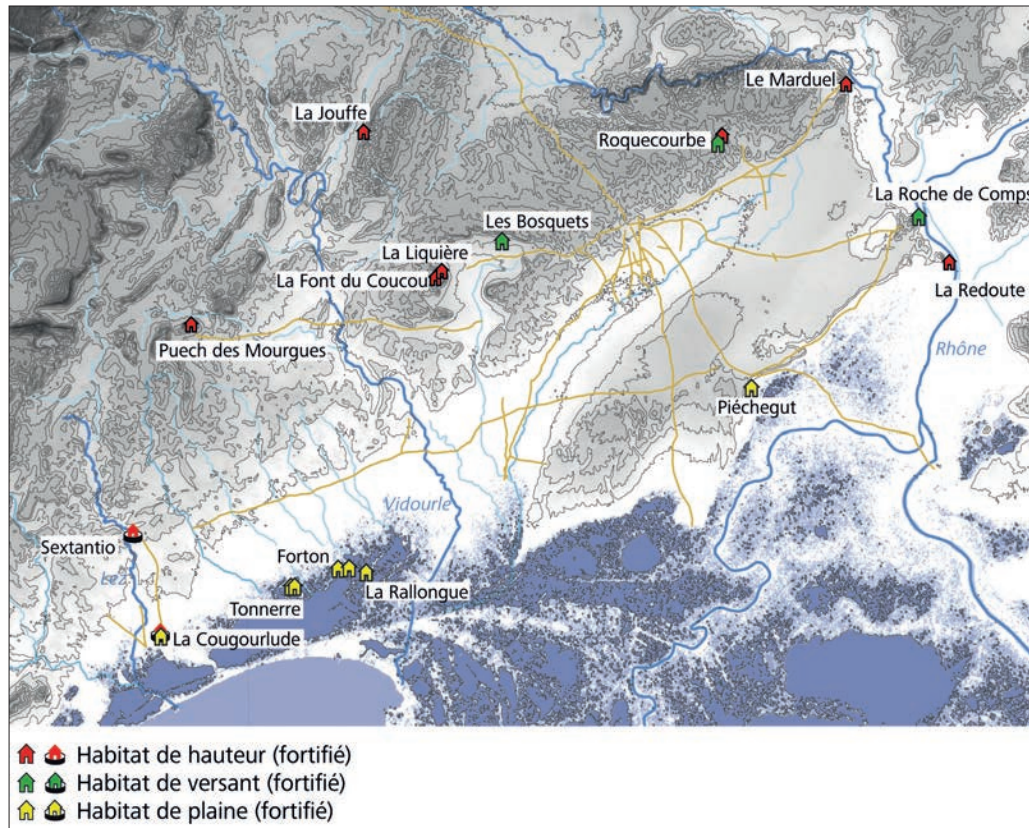 Le Marduel
La Jouffe
Roquecourbe
La Roche de Comps
Les Bosquets
La Liquière
La Font du Coucou
La Redoute
Puech des Mourgues
Rhône
Piéchegut
Vidourle
Sextantio
Forton
Lez
La Rallongue
Tonnerre
La Cougourlude
Habitat de hauteur (fortifié)
Habitat de versant (fortifié)
Habitat de plaine (fortifié)